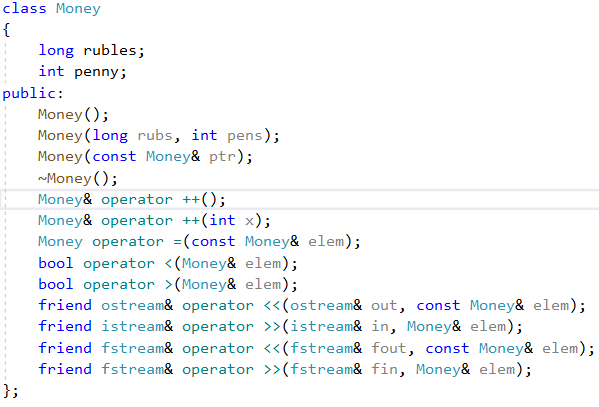 class Money
{
    long rubles;
    int penny;
public:
    Money();
    Money(long rubs, int pens);
    Money(const Money& ptr);
    ~Money();
    Money& operator ++();
    Money& operator ++(int x);
    Money operator =(const Money& elem);
    bool operator <(Money& elem);
    bool operator >(Money& elem);
    friend ostream& operator <<(ostream& out, const Money& elem);
    friend istream& operator >>(istream& in, Money& elem);
    friend fstream& operator <<(fstream& fout, const Money& elem);
    friend fstream& operator >>(fstream& fin, Money& elem);
};